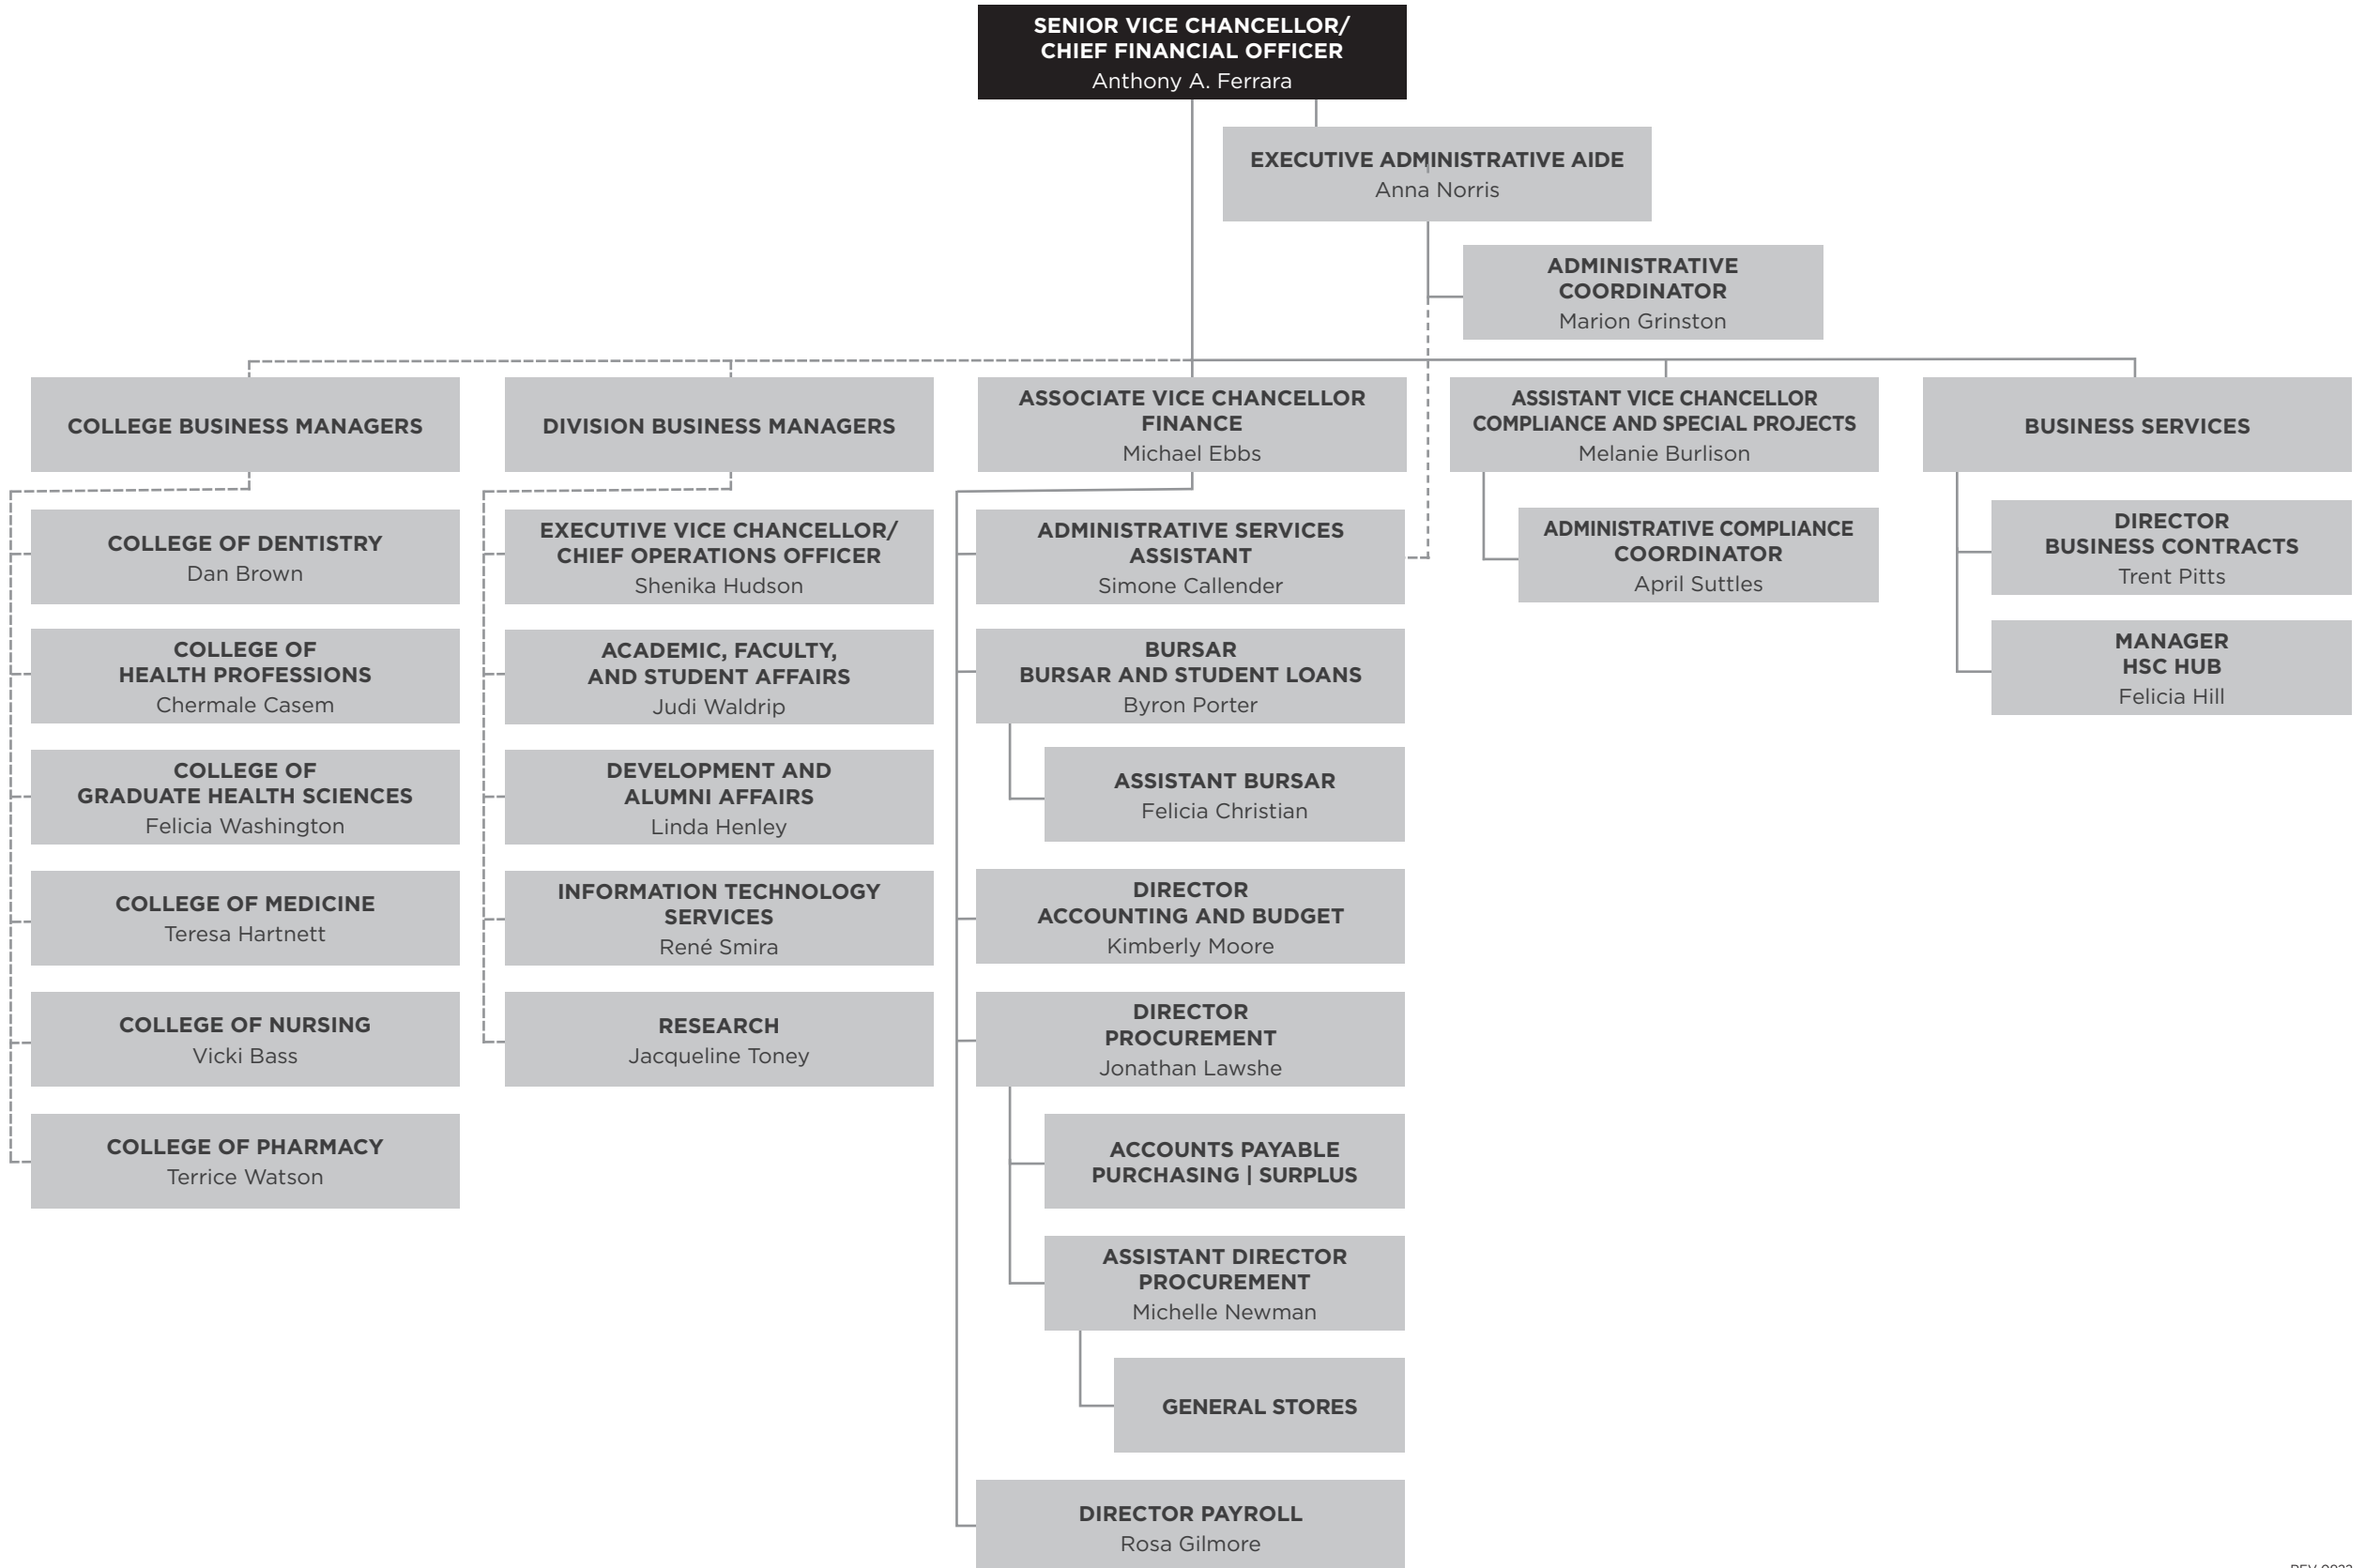 SENIOR VICE CHANCELLOR/
CHIEF FINANCIAL OFFICER
Anthony A. Ferrara
EXECUTIVE ADMINISTRATIVE AIDE
Anna Norris
ADMINISTRATIVE
COORDINATOR
Marion Grinston
COLLEGE BUSINESS MANAGERS
COLLEGE OF DENTISTRY
Dan Brown
COLLEGE OF
HEALTH PROFESSIONS
Chermale Casem
COLLEGE OF
GRADUATE HEALTH SCIENCES
Felicia Washington
COLLEGE OF MEDICINE
Teresa Hartnett
COLLEGE OF NURSING
Vicki Bass
COLLEGE OF PHARMACY
Terrice Watson
DIVISION BUSINESS MANAGERS
EXECUTIVE VICE CHANCELLOR/
CHIEF OPERATIONS OFFICER
Shenika Hudson
ACADEMIC, FACULTY,
AND STUDENT AFFAIRS
Judi Waldrip
DEVELOPMENT AND
ALUMNI AFFAIRS
Linda Henley
INFORMATION TECHNOLOGY
SERVICES
René Smira
RESEARCH
Jacqueline Toney
ASSOCIATE VICE CHANCELLOR
FINANCE
Michael Ebbs
ADMINISTRATIVE SERVICES
ASSISTANT
Simone Callender
BURSAR
BURSAR AND STUDENT LOANS
Byron Porter
ASSISTANT BURSAR
Felicia Christian
DIRECTOR
ACCOUNTING AND BUDGET
Kimberly Moore
DIRECTOR
PROCUREMENT
Jonathan Lawshe
ACCOUNTS PAYABLE
PURCHASING | SURPLUS
ASSISTANT DIRECTOR
PROCUREMENT
Michelle Newman
GENERAL STORES
DIRECTOR PAYROLL
Rosa Gilmore
ASSISTANT VICE CHANCELLOR
COMPLIANCE AND SPECIAL PROJECTS
Melanie Burlison
ADMINISTRATIVE COMPLIANCE
COORDINATOR
April Suttles
BUSINESS SERVICES
DIRECTOR
BUSINESS CONTRACTS
Trent Pitts
MANAGER
HSC HUB
Felicia Hill